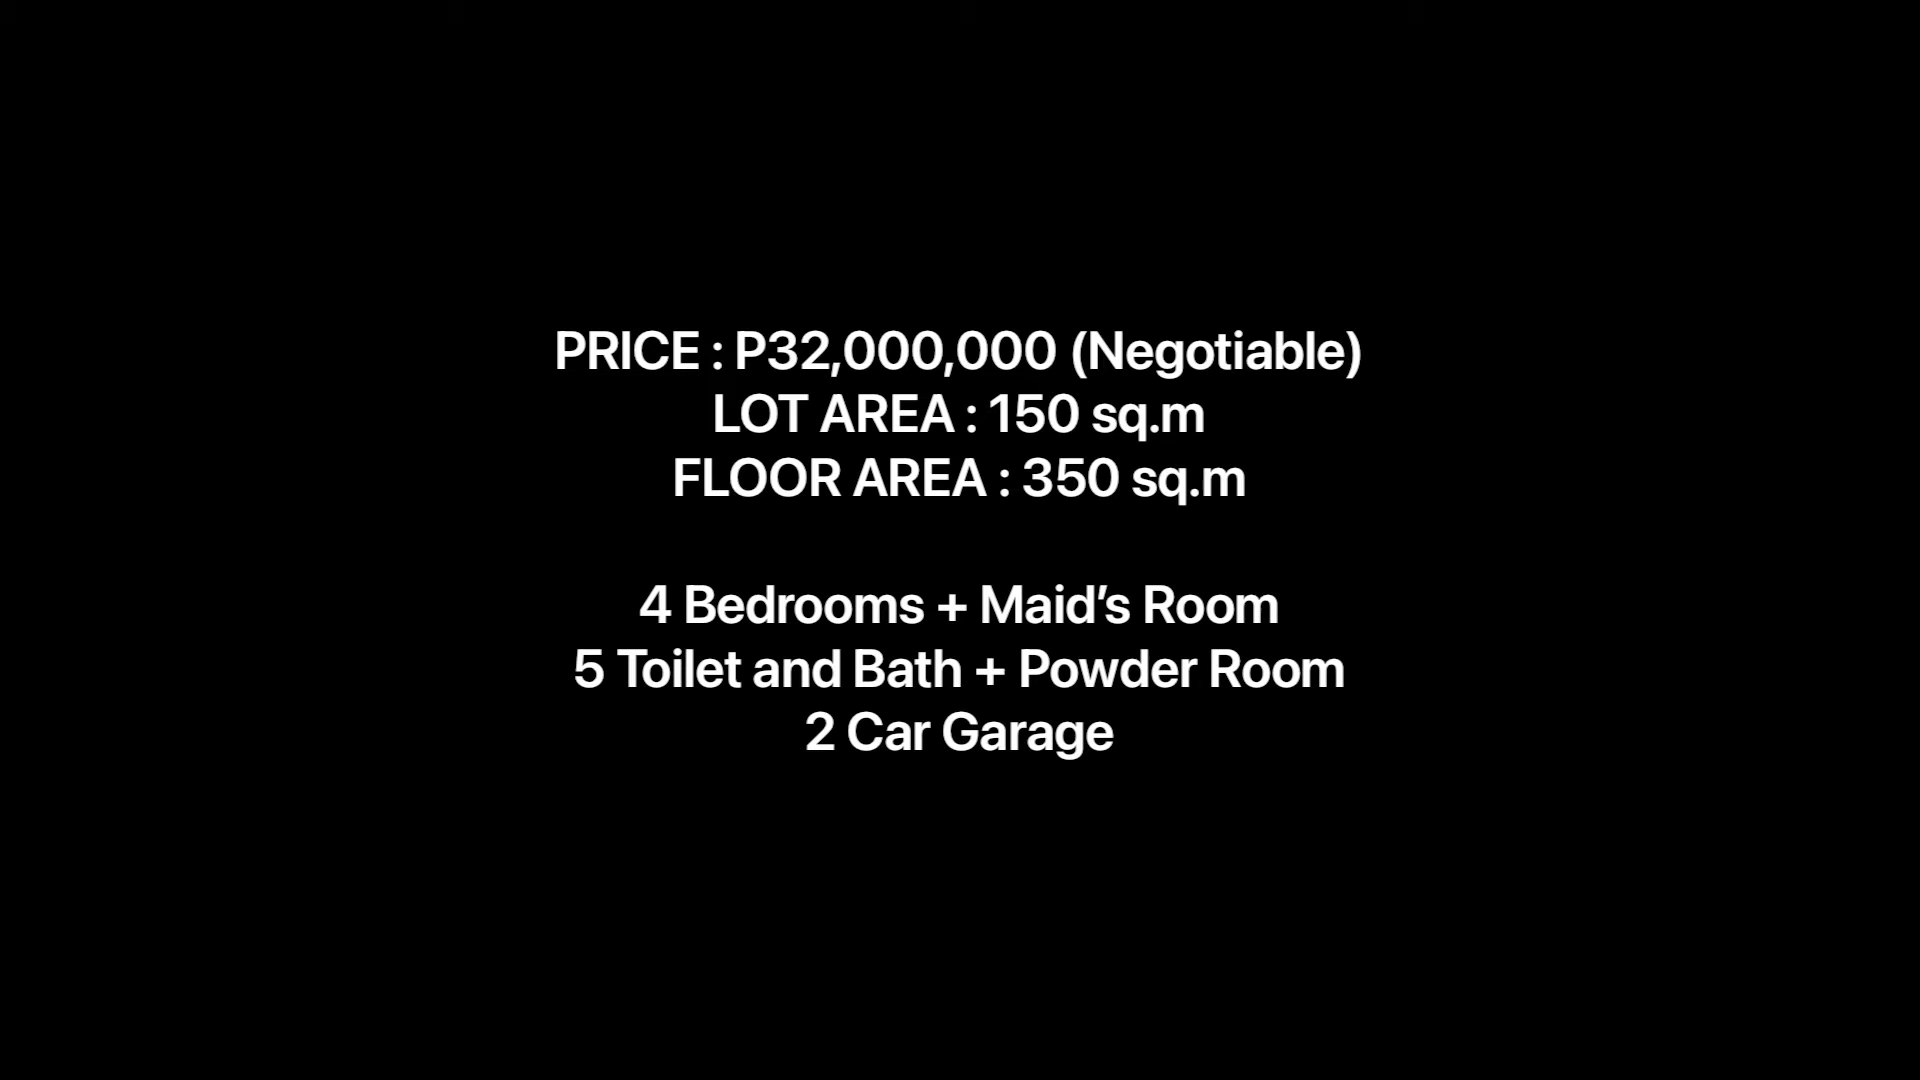 PRICE : P32,000,000 (Negotiable)
LOT AREA : 150 sq.m
FLOOR AREA : 350 sq.m
4 Bedrooms + Maid’s Room
5 Toilet and Bath + Powder Room
2 Car Garage